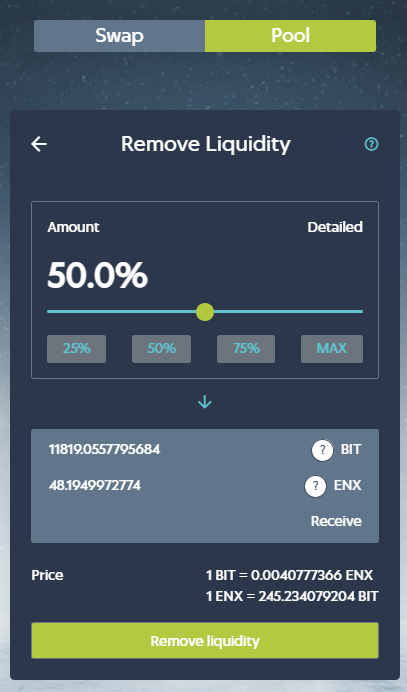 Swap Pool
Remove Liquidity ?
Amount Detailed
50.0%
25% 50% 75% MAX
11819.0557795684 ? BIT
48.1949972774 ? ENX
Receive
Price 1 BIT = 0.0040777366 ENX
1 ENX = 245.234079204 BIT
Remove liquidity